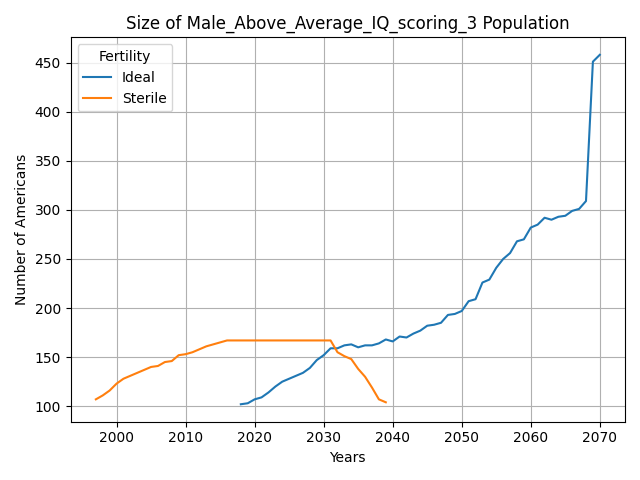 Size of Male_Above_Average_IQ_scoring_3 Population
Fertility
Ideal
Sterile
Number of Americans
450
400
350
300
250
200
150
100
2000 2010 2020 2030 2040 2050 2060 2070
Years